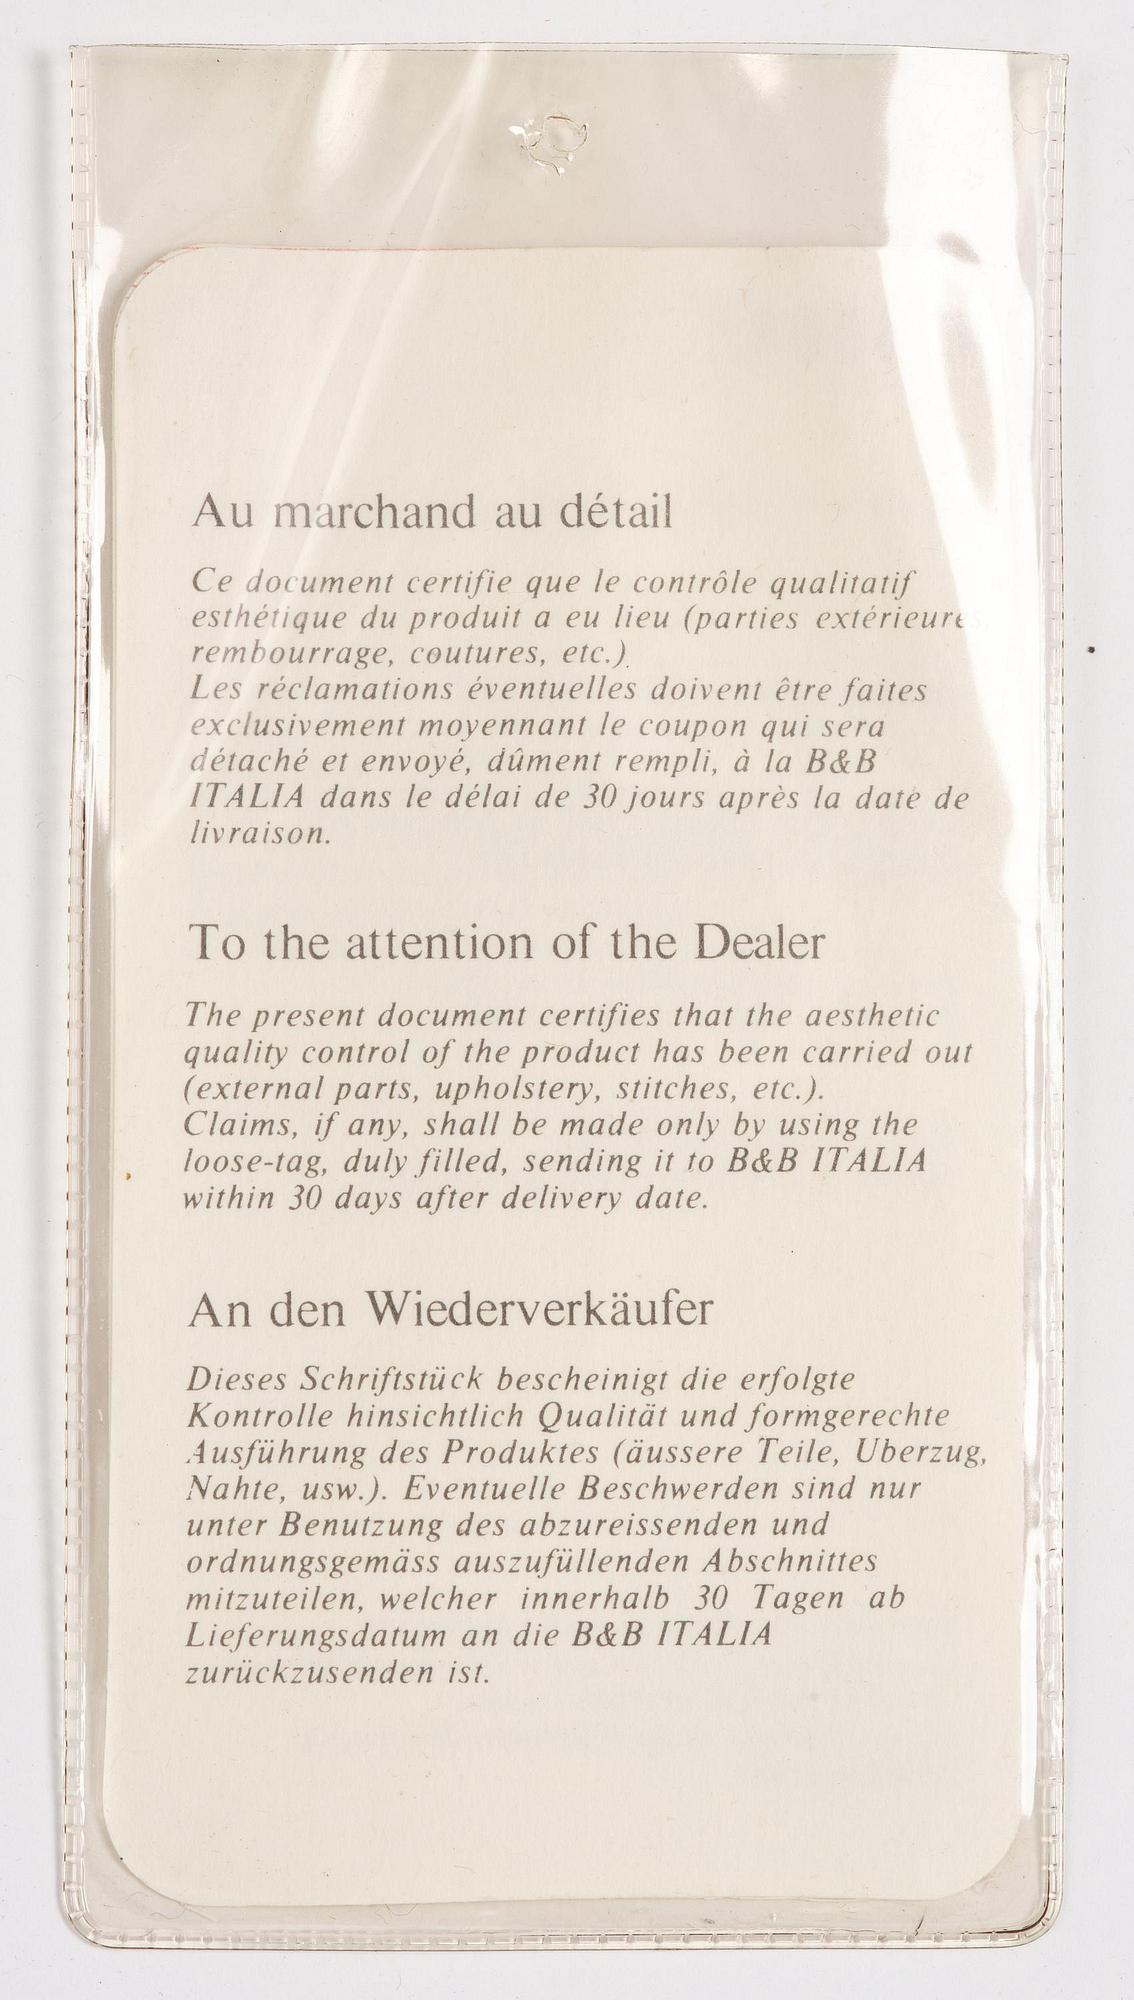 Au marchand au détail
Ce document certifie que le contrôle qualitatif
esthétique du produit a eu lieu (parties extérieures
rembourrage, coutures, etc.).
Les réclamations éventuelles doivent être faites
exclusivement moyennant le coupon qui sera
détaché et envoyé, dûment rempli, à la B&B
ITALIA dans le délai de 30 jours après la date de
livraison.
To the attention of the Dealer
The present document certifies that the aesthetic
quality control of the product has been carried out
(external parts, upholstery, stitches, etc.).
Claims, if any, shall be made only by using the
loose-tag, duly filled, sending it to B&B ITALIA
within 30 days after delivery date.
An den Wiederverkäufer
Dieses Schriftstück bescheinigt die erfolgte
Kontrolle hinsichtlich Qualität und formgerechte
Ausführung des Produktes (äussere Teile, Uberzug,
Nahte, usw.). Eventuelle Beschwerden sind nur
unter Benutzung des abzureissenden und
ordnungsgemäss auszufüllenden Abschnittes
mitzuteilen, welcher innerhalb 30 Tagen ab
Lieferungsdatum an die B&B ITALIA
zurückzusenden ist.